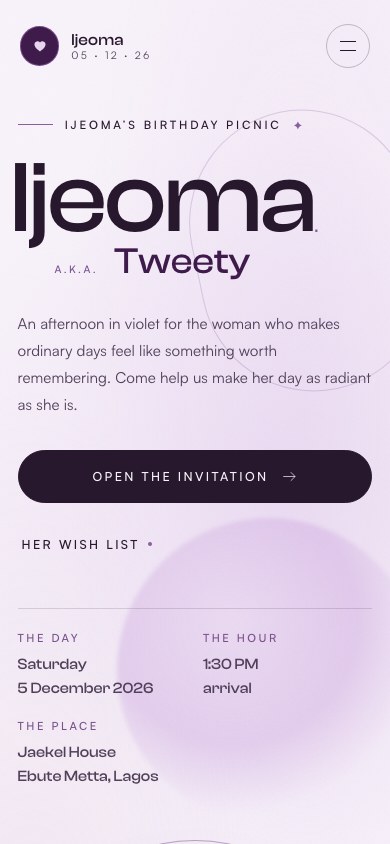 Ijeoma
05 • 12 • 26
IJEOMA'S BIRTHDAY PICNIC
Ijeoma.
A.K.A. Tweety
An afternoon in violet for the woman who makes
ordinary days feel like something worth
remembering. Come help us make her day as radiant
as she is.
OPEN THE INVITATION →
HER WISH LIST •
THE DAY
Saturday
5 December 2026
THE HOUR
1:30 PM
arrival
THE PLACE
Jaekel House
Ebute Metta, Lagos